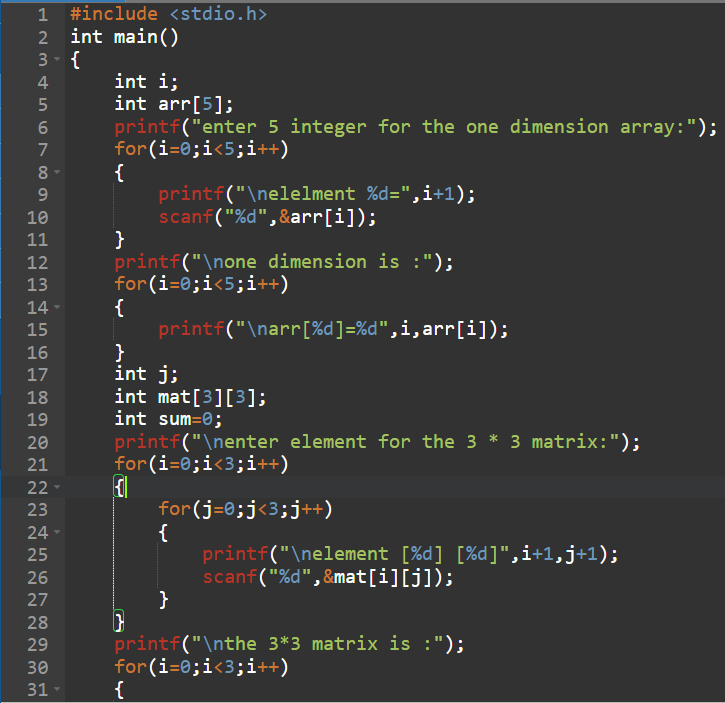 1 #include <stdio.h>
2 int main()
3 {
4 int i;
5 int arr[5];
6 printf("enter 5 integer for the one dimension array:");
7 for(i=0;i<5;i++)
8 {
9 printf("\nelelment %d=",i+1);
10 scanf("%d",&arr[i]);
11 }
12 printf("\none dimension is :");
13 for(i=0;i<5;i++)
14 {
15 printf("\narr[%d]=%d",i,arr[i]);
16 }
17 int j;
18 int mat[3][3];
19 int sum=0;
20 printf("\nenter element for the 3 * 3 matrix:");
21 for(i=0;i<3;i++)
22 {
23 for(j=0;j<3;j++)
24 {
25 printf("\nelement [%d] [%d]",i+1,j+1);
26 scanf("%d",&mat[i][j]);
27 }
28 }
29 printf("\nthe 3*3 matrix is :");
30 for(i=0;i<3;i++)
31 {